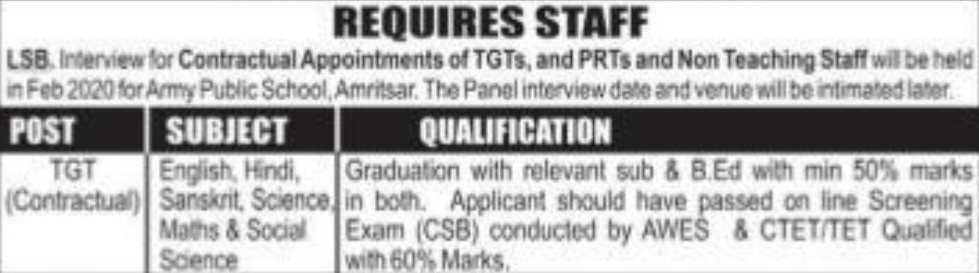 REQUIRES STAFF
LSB. Interview for Contractual Appointments of TGTs, and PRTs and Non Teaching Staff will be held
in Feb 2020 for Army Public School, Amritsar. The Panel interview date and venue will be intimated later.
POST SUBJECT QUALIFICATION
TGT English, Hindi, Graduation with relevant sub & B.Ed with min 50% marks
(Contractual) Sanskrit, Science, in both. Applicant should have passed on line Screening
Maths & Social Exam (CSB) conducted by AWES & CTET/TET Qualified
Science with 60% Marks.